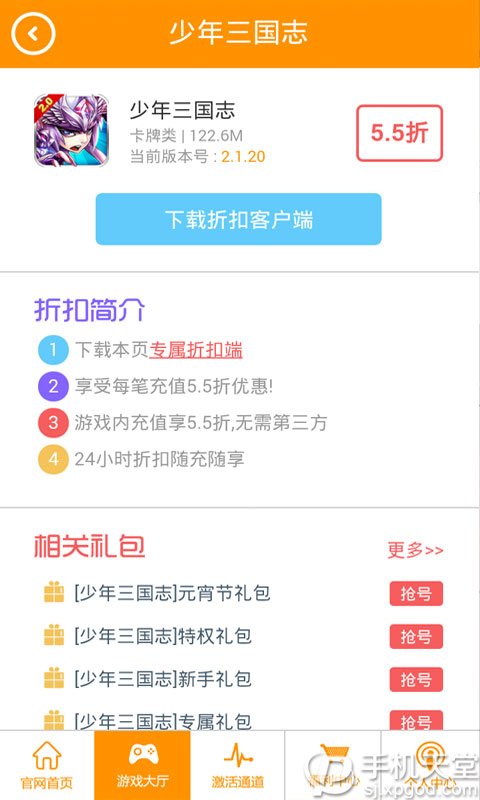 少年三国志
2.0
少年三国志
卡牌类 | 122.6M
当前版本号 : 2.1.20
5.5折
下载折扣客户端
折扣简介
1 下载本页专属折扣端
2 享受每笔充值5.5折优惠!
3 游戏内充值享5.5折,无需第三方
4 24小时折扣随充随享
相关礼包
更多>>
[少年三国志]元宵节礼包 抢号
[少年三国志]特权礼包 抢号
[少年三国志]新手礼包 抢号
[少年三国志]专属礼包 抢号
官网首页 游戏大厅 激活通道 中心 个人中心
手机天堂
sj.xpgod.com